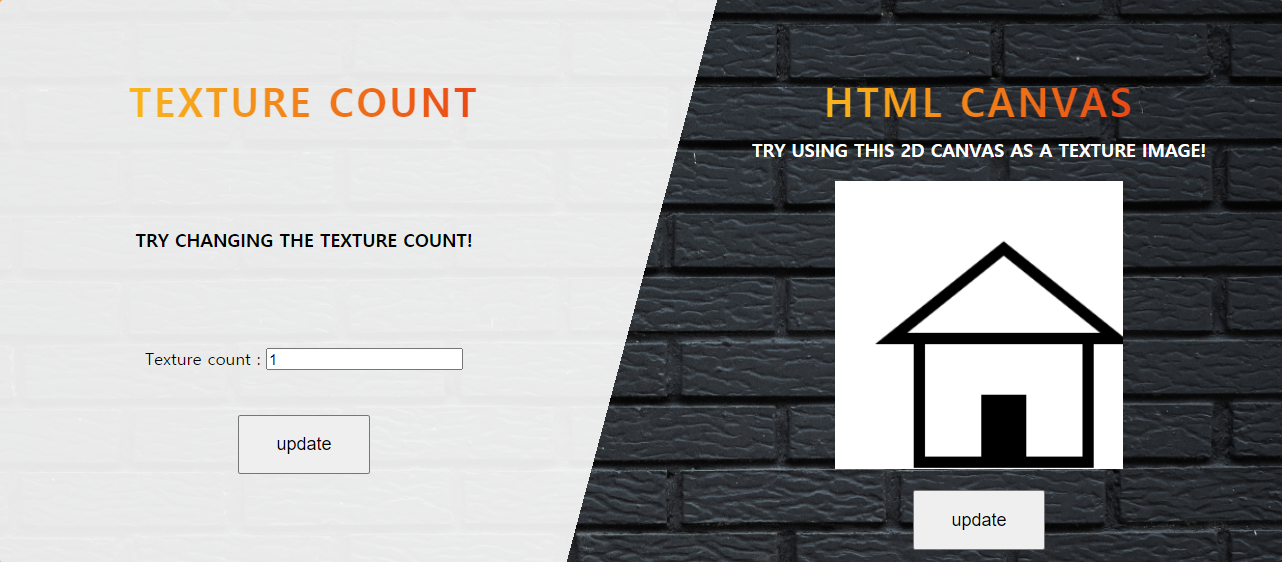 TEXTURE COUNT
TRY CHANGING THE TEXTURE COUNT!
Texture count : 1
update
HTML CANVAS
TRY USING THIS 2D CANVAS AS A TEXTURE IMAGE!
update